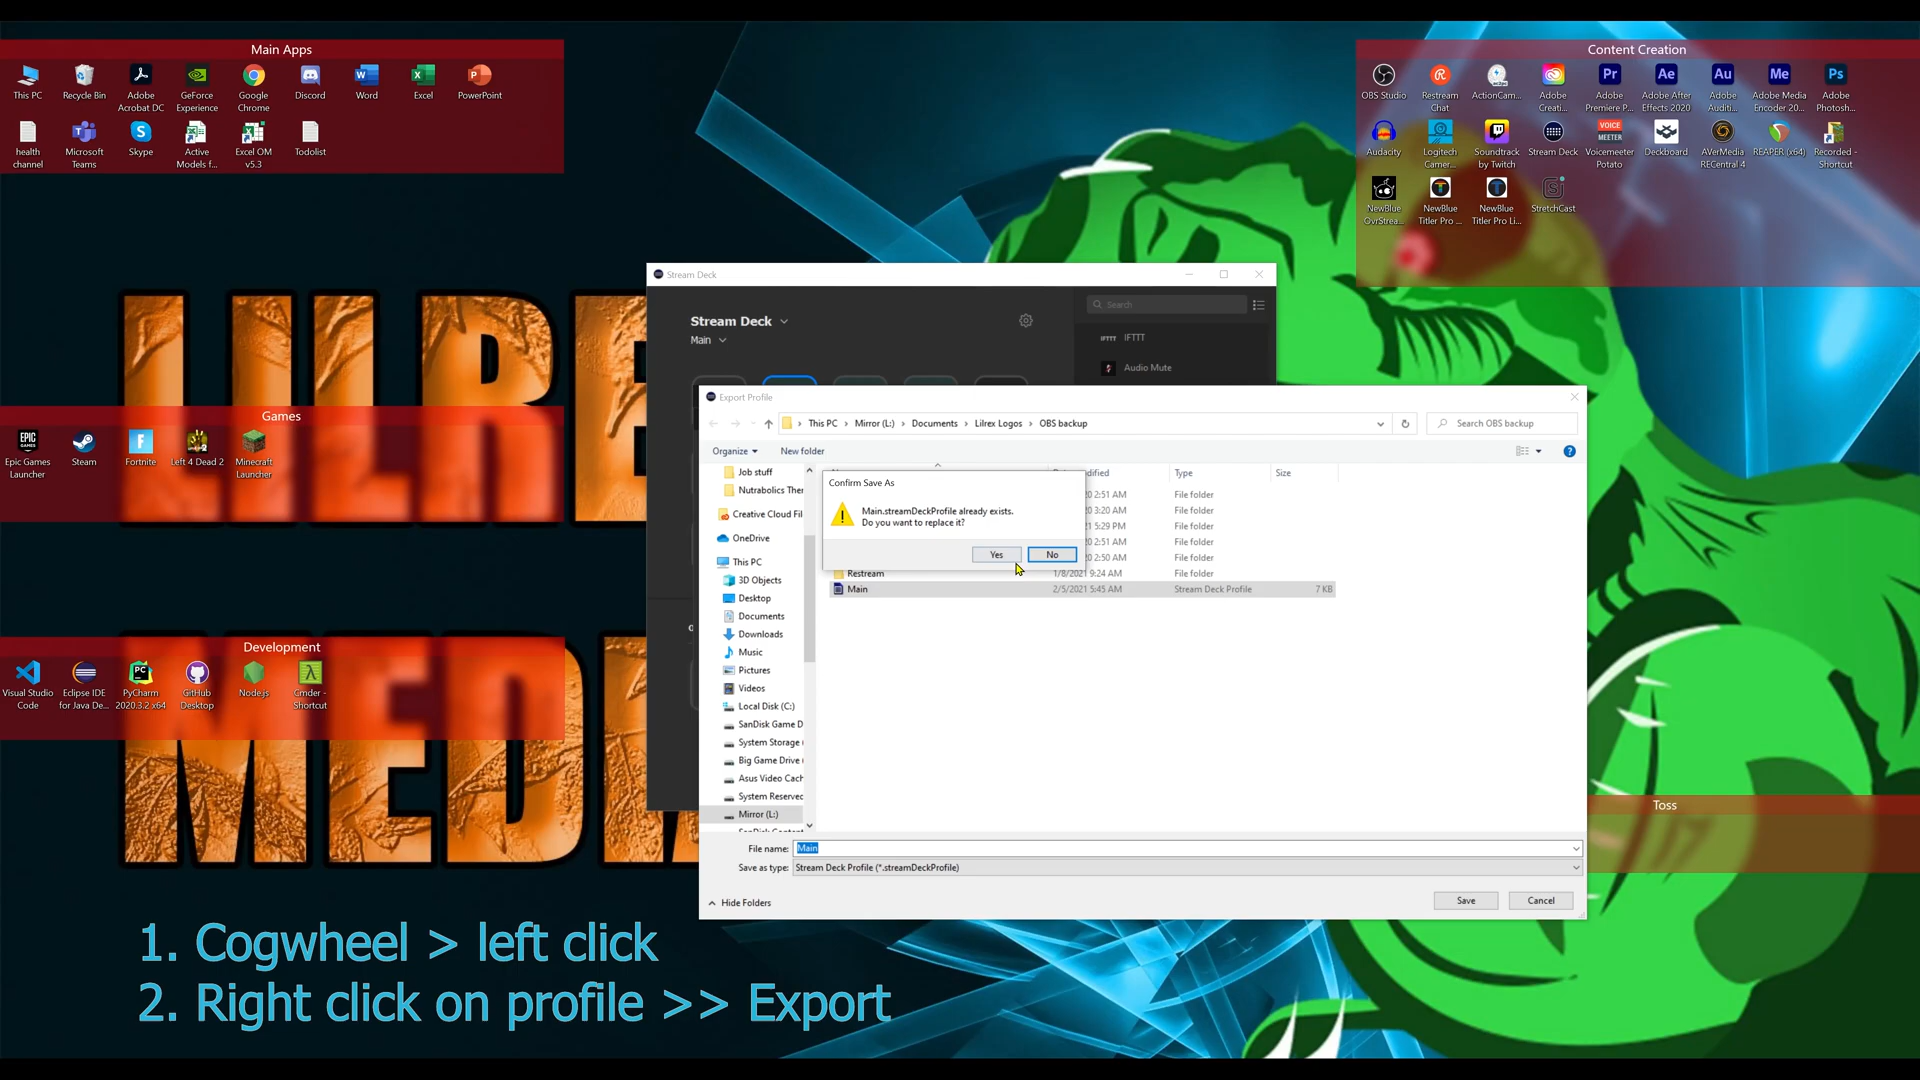 Main Apps
This PC
Recycle Bin
Adobe Acrobat DC
GeForce Experience
Google Chrome
Discord
Word
Excel
PowerPoint
health channel
Microsoft Teams
Skype
Active Models f...
Excel OM v5.3
Todolist
Content Creation
OBS Studio
Restream Chat
ActionCam...
Adobe Creati...
Adobe Premiere P...
Adobe After Effects 2020
Adobe Auditi...
Adobe Media Encoder 20...
Adobe Photosh...
Audacity
Logitech Camer...
Soundtrack by Twitch
Stream Deck
VOICE MEETER
Voicemeeter Potato
Deckboard
AVerMedia RECentral 4
REAPER (x64)
Recorded - Shortcut
NewBlue OvrStrea...
NewBlue Titler Pro ...
NewBlue Titler Pro Li...
StretchCast
LILRE
MEDI
Games
Epic Games Launcher
Steam
Fortnite
Left 4 Dead 2
Minecraft Launcher
Development
Visual Studio Code
Eclipse IDE for Java De...
PyCharm 2020.3.2 x64
GitHub Desktop
Node.js
Cmder - Shortcut
Toss
Stream Deck
Stream Deck
Main
Search
IFTTT IFTTT
Audio Mute
Export Profile
This PC > Mirror (L:) > Documents > Lilrex Logos > OBS backup
Search OBS backup
Organize
New folder
Type
Size
Job stuff
Nutrabolics Ther
Creative Cloud Fil
OneDrive
This PC
3D Objects
Desktop
Documents
Downloads
Music
Pictures
Videos
Local Disk (C:)
SanDisk Game D
System Storage (
Big Game Drive (
Asus Video Cach
System Reserved
Mirror (L:)
20 2:51 AM File folder
20 3:20 AM File folder
21 5:29 PM File folder
20 2:51 AM File folder
20 2:50 AM File folder
Restream 1/8/2021 9:24 AM File folder
Main 2/5/2021 5:45 AM Stream Deck Profile 7 KB
Confirm Save As
Main.streamDeckProfile already exists.
Do you want to replace it?
Yes
No
File name: Main
Save as type: Stream Deck Profile (*.streamDeckProfile)
Hide Folders
Save
Cancel
1. Cogwheel > left click
2. Right click on profile >> Export